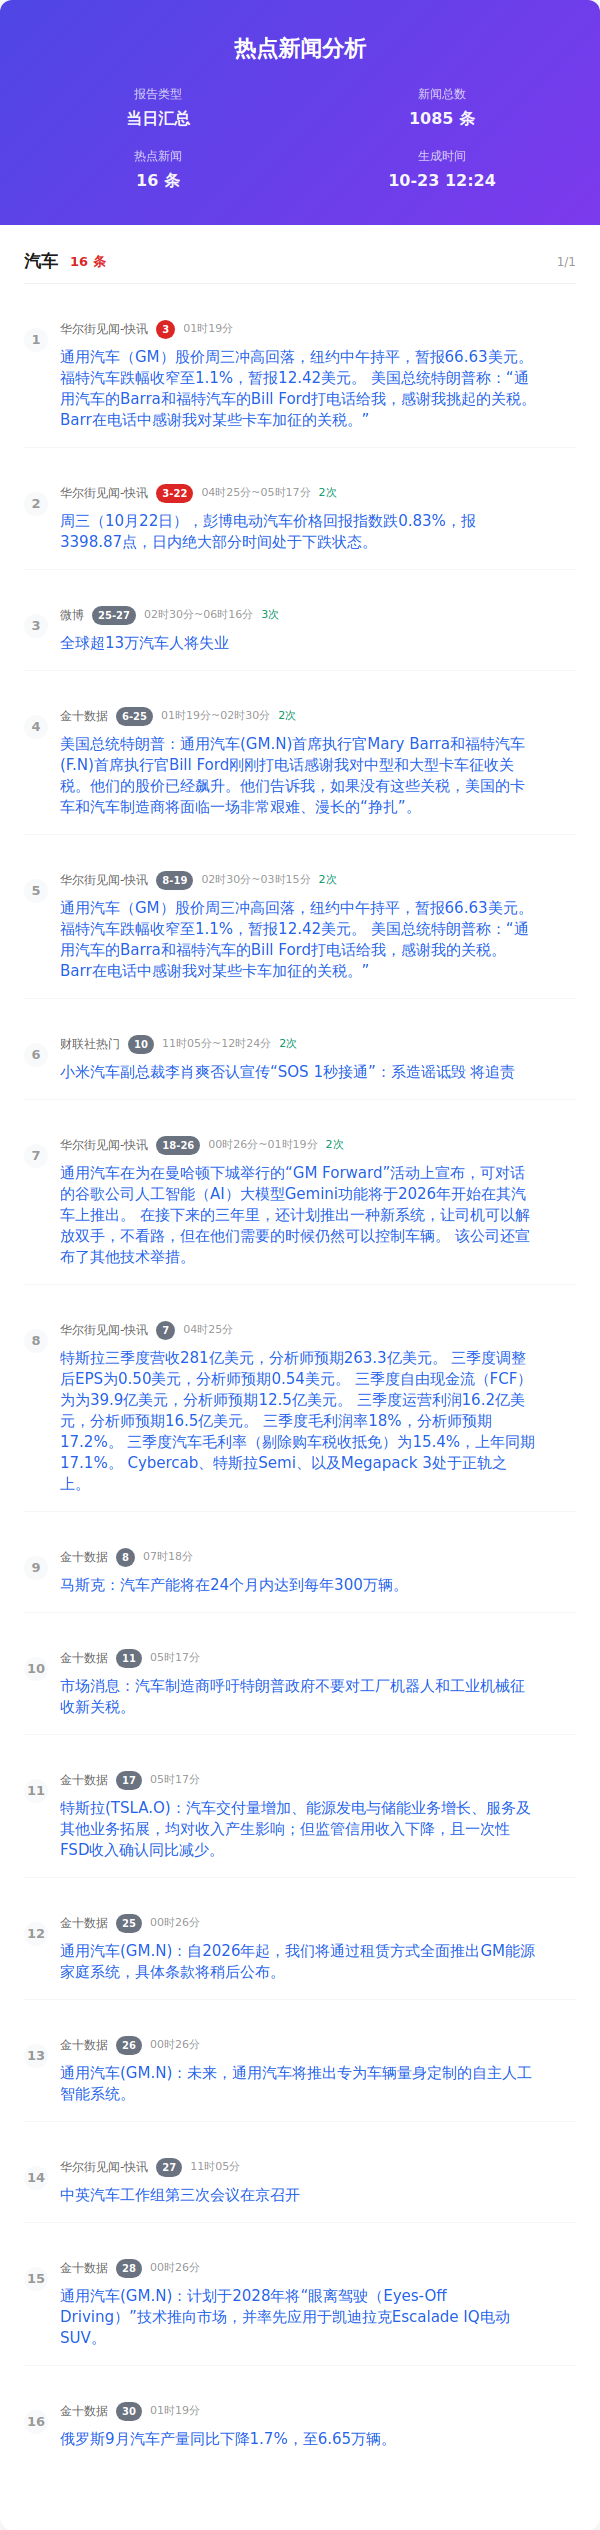 热点新闻分析
报告类型
新闻总数
当日汇总
1085 条
热点新闻
生成时间
16 条
10-23 12:24
汽车 16 条 1/1
1
华尔街见闻-快讯 3 01时19分
通用汽车（GM）股价周三冲高回落，纽约中午持平，暂报66.63美元。
福特汽车跌幅收窄至1.1%，暂报12.42美元。 美国总统特朗普称：“通
用汽车的Barra和福特汽车的Bill Ford打电话给我，感谢我挑起的关税。
Barr在电话中感谢我对某些卡车加征的关税。”
2
华尔街见闻-快讯 3-22 04时25分~05时17分 2次
周三（10月22日），彭博电动汽车价格回报指数跌0.83%，报
3398.87点，日内绝大部分时间处于下跌状态。
3
微博 25-27 02时30分~06时16分 3次
全球超13万汽车人将失业
4
金十数据 6-25 01时19分~02时30分 2次
美国总统特朗普：通用汽车(GM.N)首席执行官Mary Barra和福特汽车
(F.N)首席执行官Bill Ford刚刚打电话感谢我对中型和大型卡车征收关
税。他们的股价已经飙升。他们告诉我，如果没有这些关税，美国的卡
车和汽车制造商将面临一场非常艰难、漫长的“挣扎”。
5
华尔街见闻-快讯 8-19 02时30分~03时15分 2次
通用汽车（GM）股价周三冲高回落，纽约中午持平，暂报66.63美元。
福特汽车跌幅收窄至1.1%，暂报12.42美元。 美国总统特朗普称：“通
用汽车的Barra和福特汽车的Bill Ford打电话给我，感谢我的关税。
Barr在电话中感谢我对某些卡车加征的关税。”
6
财联社热门 10 11时05分~12时24分 2次
小米汽车副总裁李肖爽否认宣传“SOS 1秒接通”：系造谣诋毁 将追责
7
华尔街见闻-快讯 18-26 00时26分~01时19分 2次
通用汽车在为在曼哈顿下城举行的“GM Forward”活动上宣布，可对话
的谷歌公司人工智能（AI）大模型Gemini功能将于2026年开始在其汽
车上推出。 在接下来的三年里，还计划推出一种新系统，让司机可以解
放双手，不看路，但在他们需要的时候仍然可以控制车辆。 该公司还宣
布了其他技术举措。
8
华尔街见闻-快讯 7 04时25分
特斯拉三季度营收281亿美元，分析师预期263.3亿美元。 三季度调整
后EPS为0.50美元，分析师预期0.54美元。 三季度自由现金流（FCF）
为为39.9亿美元，分析师预期12.5亿美元。 三季度运营利润16.2亿美
元，分析师预期16.5亿美元。 三季度毛利润率18%，分析师预期
17.2%。 三季度汽车毛利率（剔除购车税收抵免）为15.4%，上年同期
17.1%。 Cybercab、特斯拉Semi、以及Megapack 3处于正轨之
上。
9
金十数据 8 07时18分
马斯克：汽车产能将在24个月内达到每年300万辆。
10
金十数据 11 05时17分
市场消息：汽车制造商呼吁特朗普政府不要对工厂机器人和工业机械征
收新关税。
11
金十数据 17 05时17分
特斯拉(TSLA.O)：汽车交付量增加、能源发电与储能业务增长、服务及
其他业务拓展，均对收入产生影响；但监管信用收入下降，且一次性
FSD收入确认同比减少。
12
金十数据 25 00时26分
通用汽车(GM.N)：自2026年起，我们将通过租赁方式全面推出GM能源
家庭系统，具体条款将稍后公布。
13
金十数据 26 00时26分
通用汽车(GM.N)：未来，通用汽车将推出专为车辆量身定制的自主人工
智能系统。
14
华尔街见闻-快讯 27 11时05分
中英汽车工作组第三次会议在京召开
15
金十数据 28 00时26分
通用汽车(GM.N)：计划于2028年将“眼离驾驶（Eyes-Off
Driving）”技术推向市场，并率先应用于凯迪拉克Escalade IQ电动
SUV。
16
金十数据 30 01时19分
俄罗斯9月汽车产量同比下降1.7%，至6.65万辆。